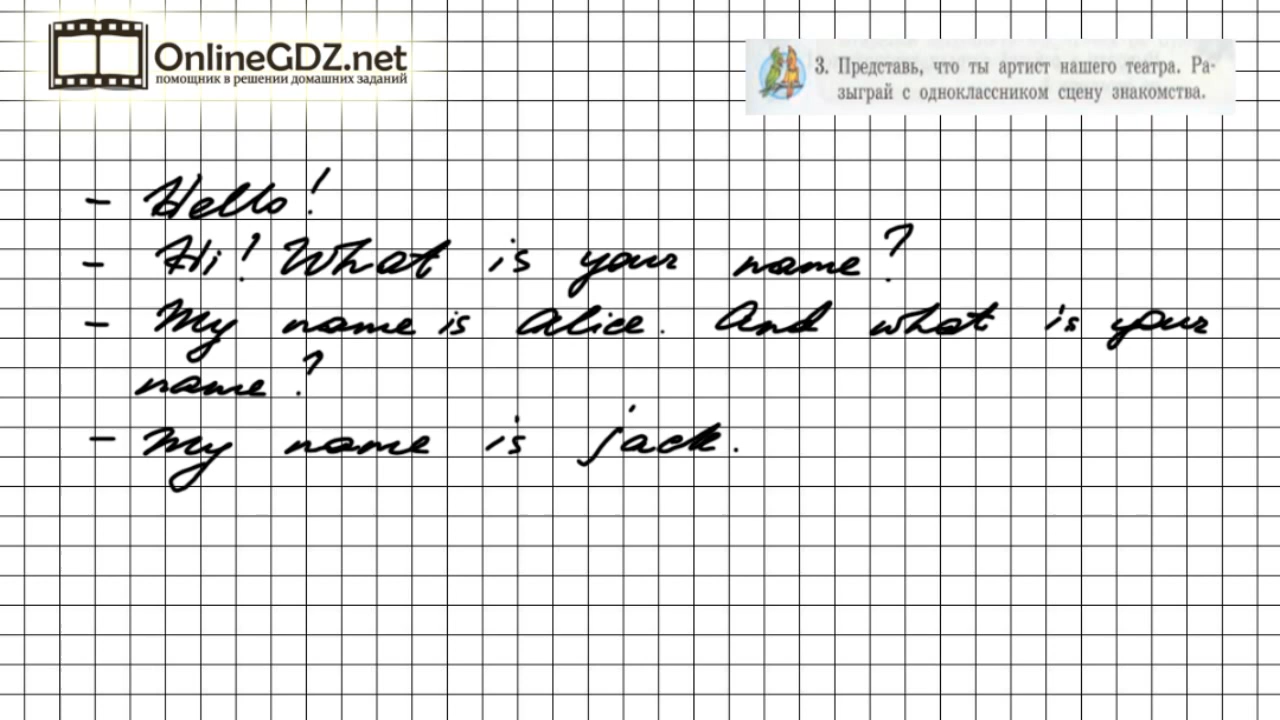 OnlineGDZ.net
помощник в решении домашних заданий
3. Представь, что ты артист нашего театра. Ра-
зыграй с одноклассником сцену знакомства.
- Hello!
- Hi! What is your name?
- My name is Alice. And what is your
name?
- My name is jack.